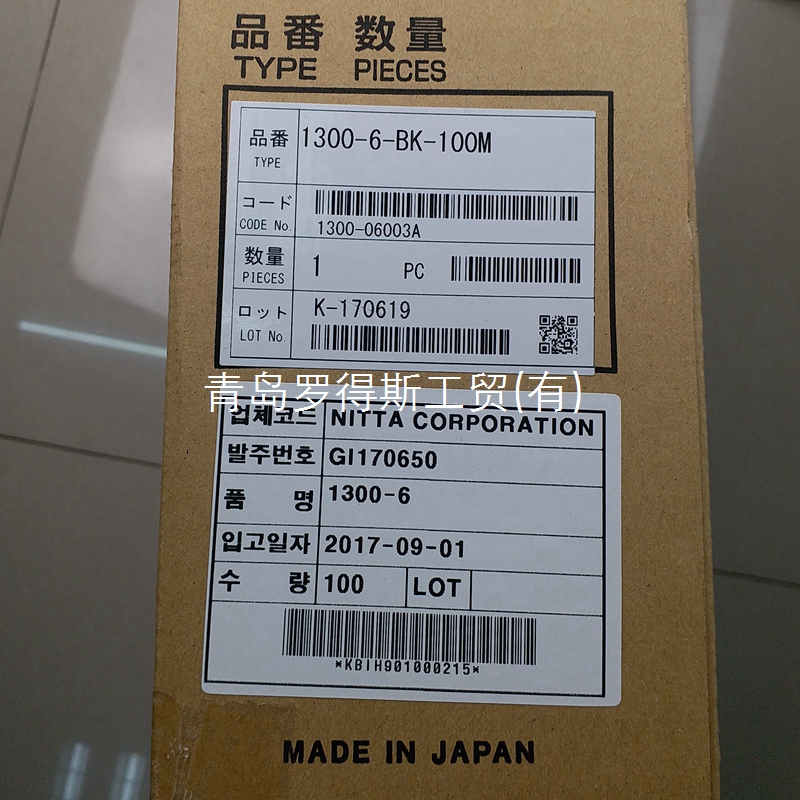 品番 数量
TYPE PIECES
品番 1300-6-BK-100M
TYPE
コード
CODE No. 1300-06003A
数量 1 PC
PIECES
ロット K-170619
LOT No.
青岛罗得斯工贸(有)
업체코드 NITTA CORPORATION
발주번호 GI170650
품 명 1300-6
입고일자 2017-09-01
수 량 100 LOT
*KBIH901000215*
MADE IN JAPAN